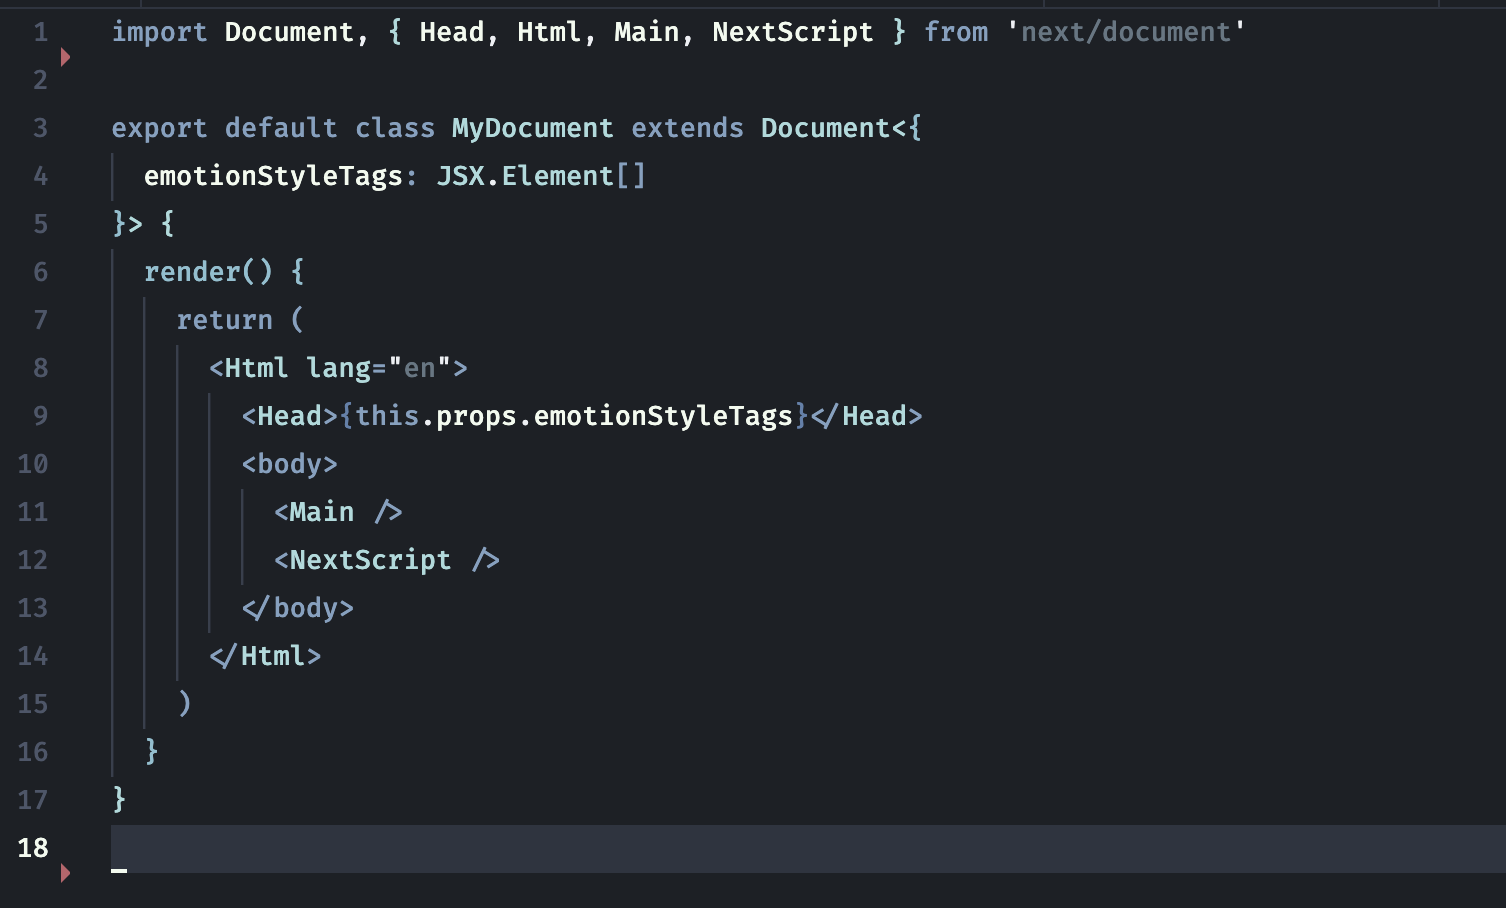 1 import Document, { Head, Html, Main, NextScript } from 'next/document'
2
3 export default class MyDocument extends Document<{
4   emotionStyleTags: JSX.Element[]
5 }> {
6   render() {
7     return (
8       <Html lang="en">
9         <Head>{this.props.emotionStyleTags}</Head>
10         <body>
11           <Main />
12           <NextScript />
13         </body>
14       </Html>
15     )
16   }
17 }
18